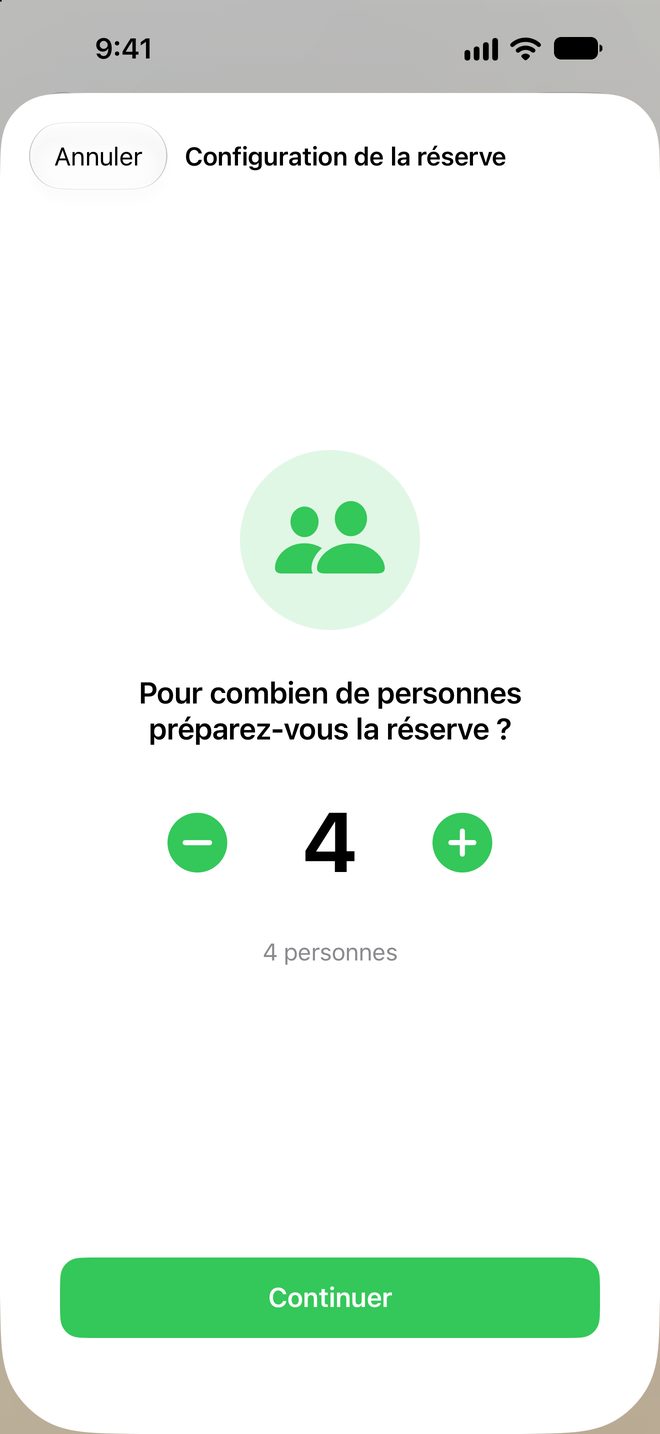 9:41
Annuler
Configuration de la réserve
Pour combien de personnes
préparez-vous la réserve ?
4
4 personnes
Continuer